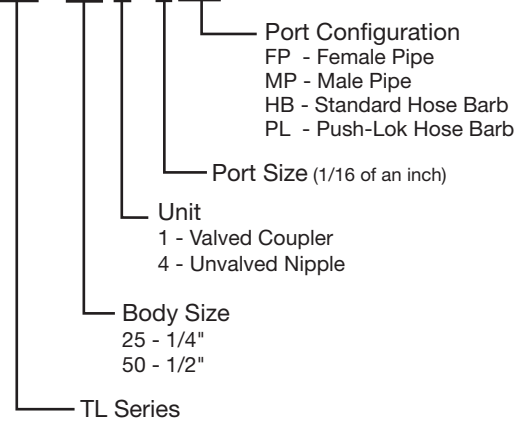 Port Configuration
FP - Female Pipe
MP - Male Pipe
HB - Standard Hose Barb
PL - Push-Lok Hose Barb
Port Size (1/16 of an inch)
Unit
1 - Valved Coupler
4 - Unvalved Nipple
Body Size
25 - 1/4"
50 - 1/2"
TL Series